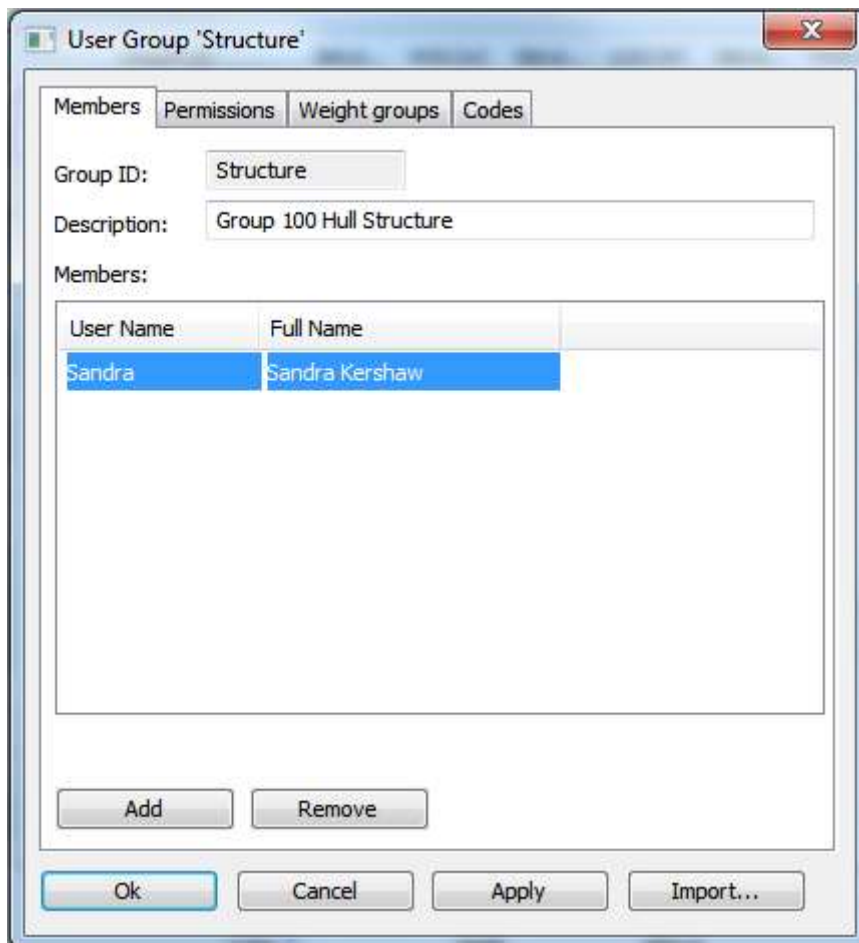 User Group 'Structure'
Members Permissions Weight groups Codes
Group ID: Structure
Description: Group 100 Hull Structure
Members:
User Name Full Name
Sandra Sandra Kershaw
Add Remove
Ok Cancel Apply Import...